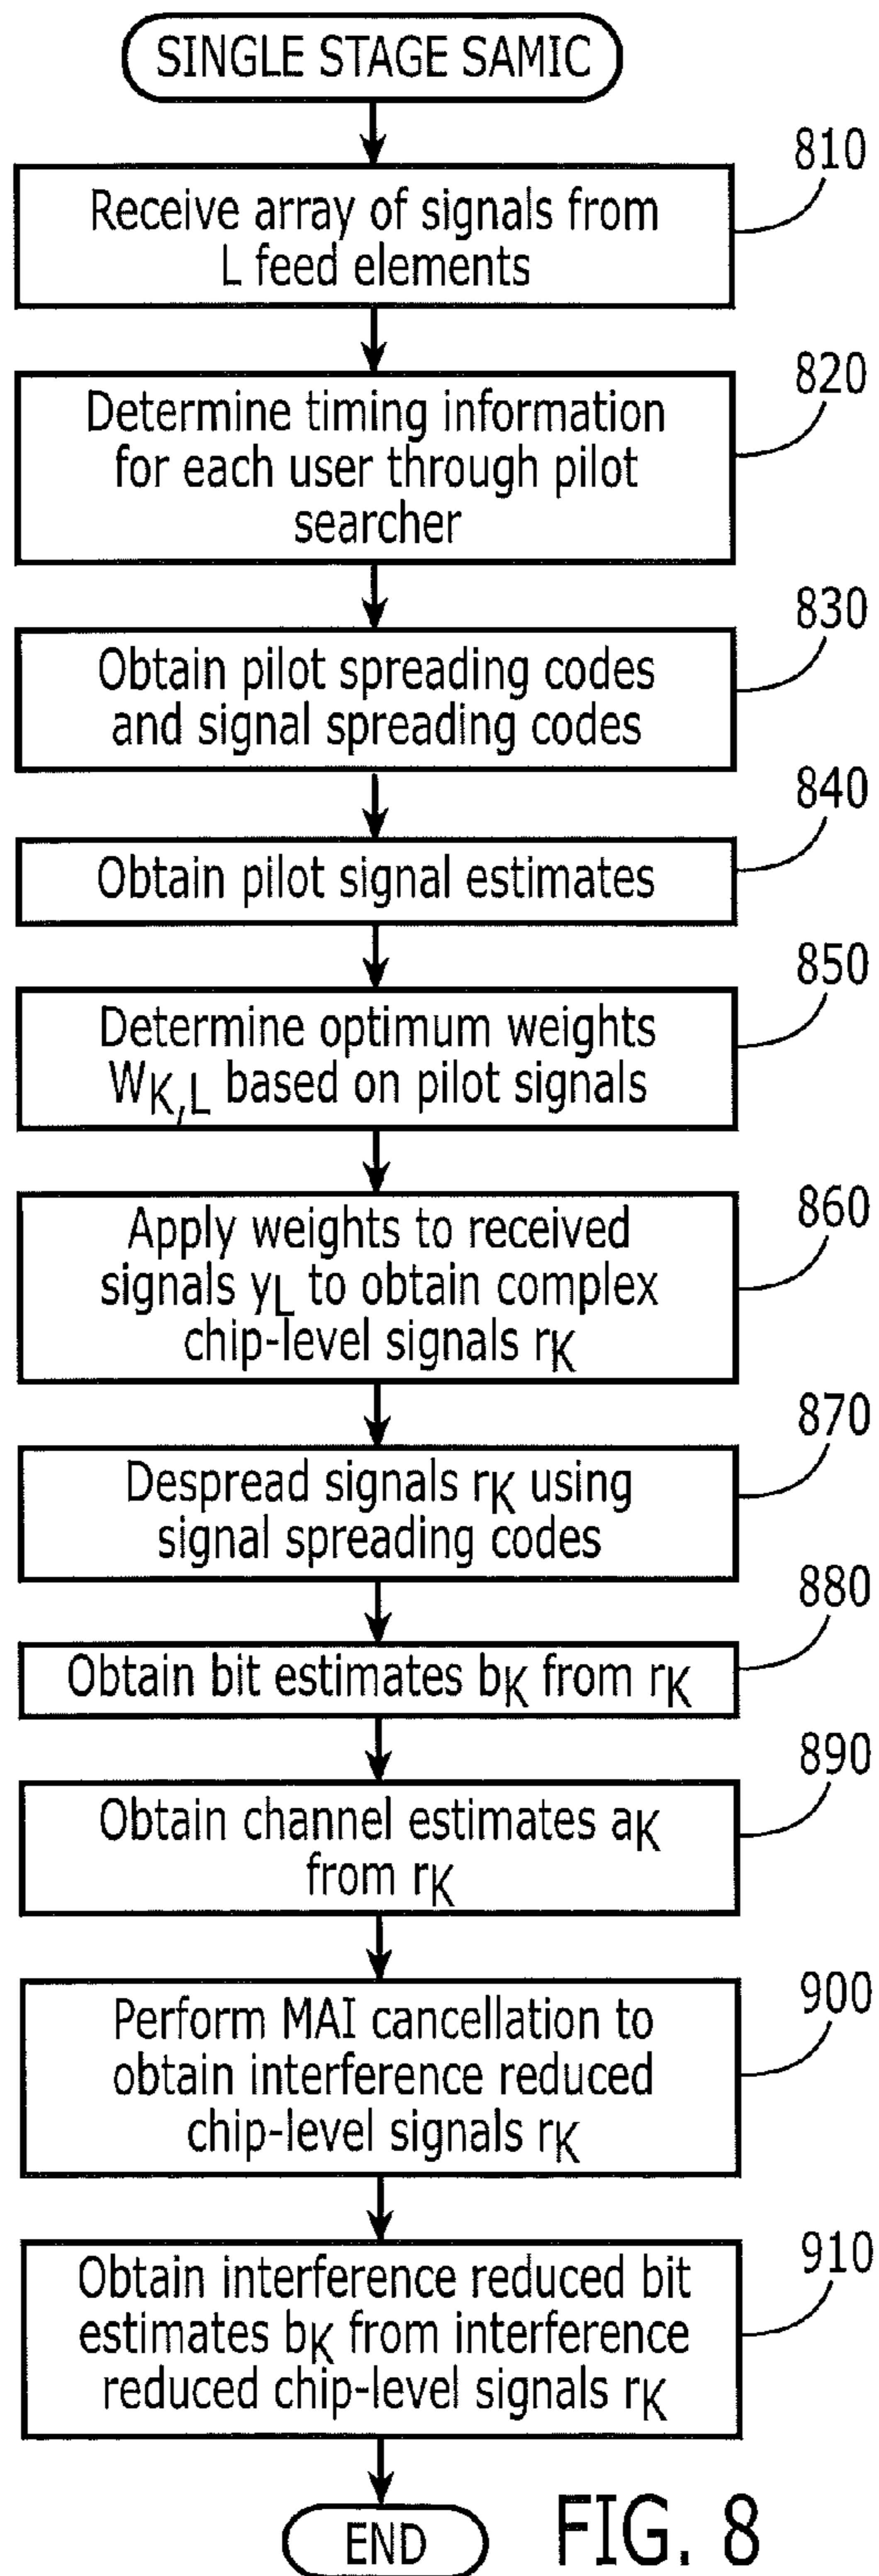 SINGLE STAGE SAMIC
810
Receive array of signals from
L feed elements
820
Determine timing information
for each user through pilot
searcher
830
Obtain pilot spreading codes
and signal spreading codes
840
Obtain pilot signal estimates
850
Determine optimum weights
WK,L based on pilot signals
860
Apply weights to received
signals yL to obtain complex
chip-level signals rK
870
Despread signals rK using
signal spreading codes
880
Obtain bit estimates bK from rK
890
Obtain channel estimates aK
from rK
900
Perform MAI cancellation to
obtain interference reduced
chip-level signals rK
910
Obtain interference reduced bit
estimates bK from interference
reduced chip-level signals rK
END
FIG. 8